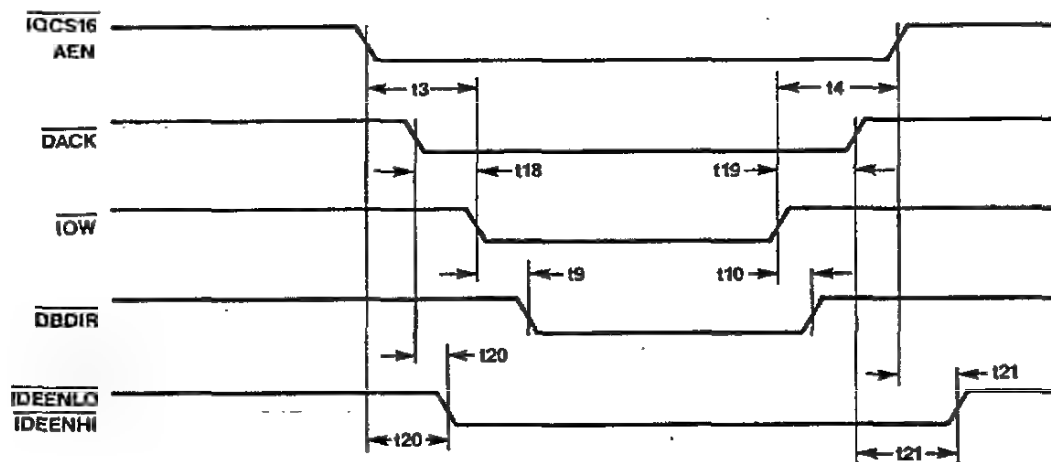 IOCS16
AEN
t3
t4
DACK
t18
t19
IOW
t9
t10
DBDIR
t20
t21
IDEENLO
IDEENHI
t20
t21